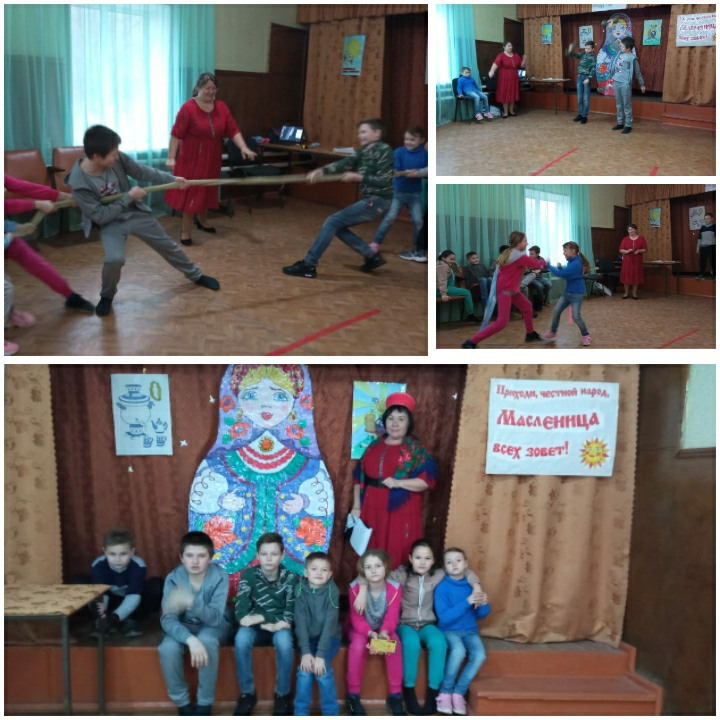 Приходи, честной народ,
Масленица
всех зовет!